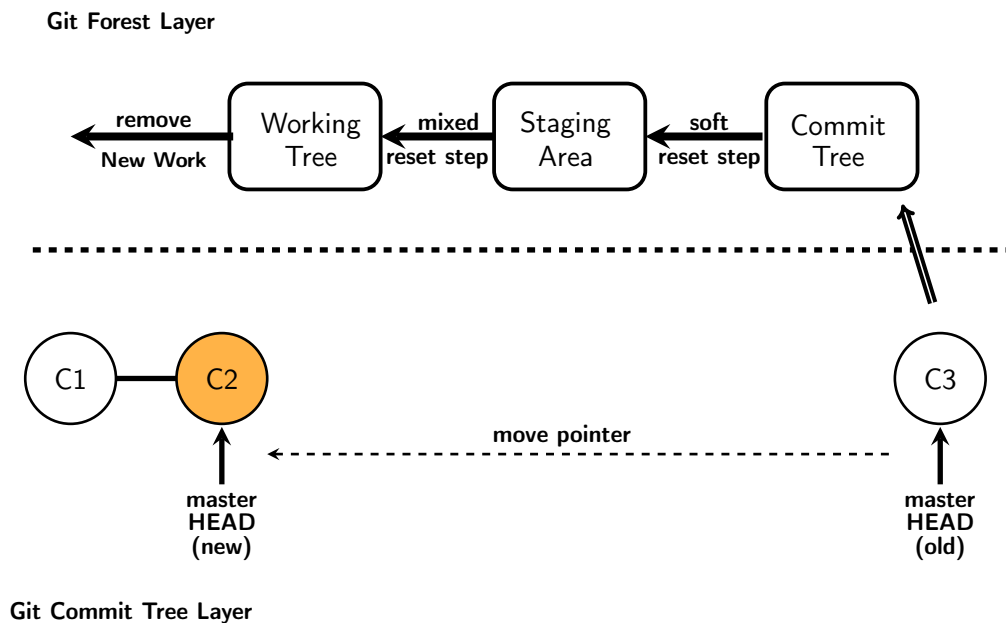 Git Forest Layer
remove
New Work
Working
Tree
mixed
reset step
Staging
Area
soft
reset step
Commit
Tree
C1
C2
C3
move pointer
master
HEAD
(new)
master
HEAD
(old)
Git Commit Tree Layer